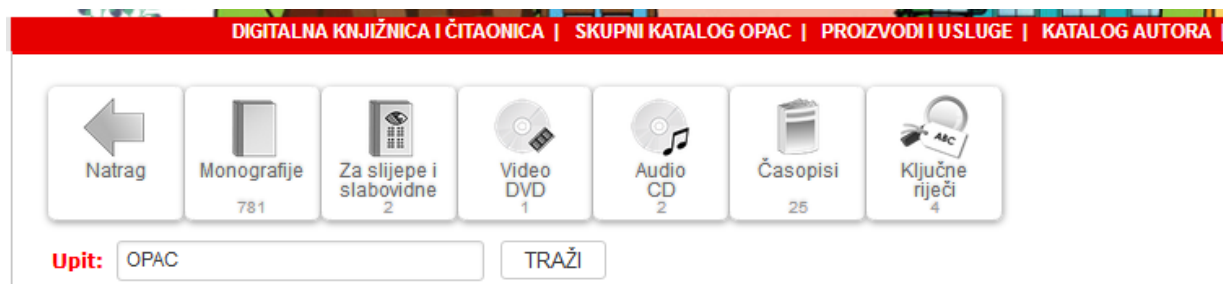 DIGITALNA KNJIŽNICA I ČITAONICA | SKUPNI KATALOG OPAC | PROIZVODI I USLUGE | KATALOG AUTORA |
Natrag
Monografije
781
Za slijepe i
slabovidne
2
Video
DVD
1
Audio
CD
2
Časopisi
25
ABC
Ključne
riječi
4
Upit: OPAC TRAŽI